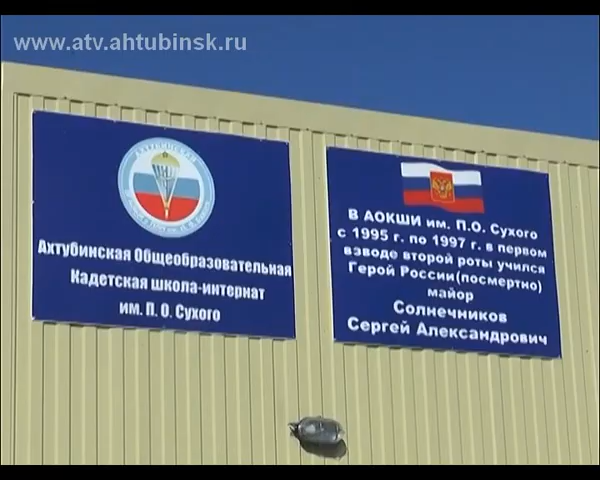 www.atv.ahtubinsk.ru
АХТУБИНСКАЯ
Ахтубинская Общеобразовательная
Кадетская школа-интернат
им. П. О. Сухого
В АОКШИ им. П.О. Сухого
с 1995 г. по 1997 г. в первом
взводе второй роты учился
Герой России(посмертно)
майор
Солнечников
Сергей Александрович